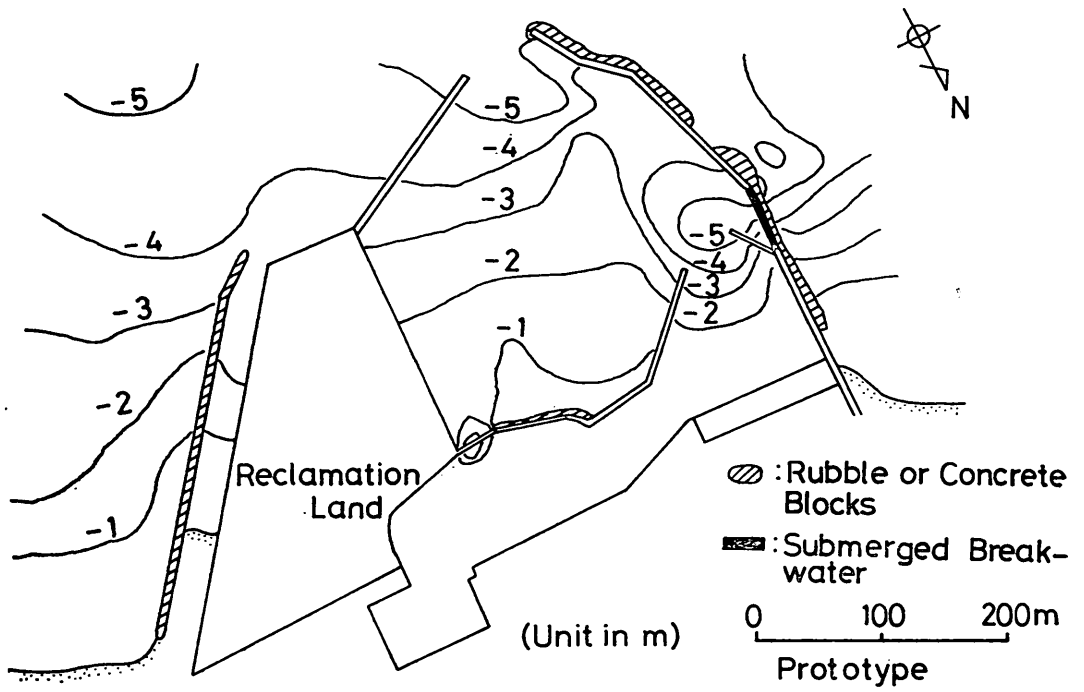 N
-5
-5
-4
-3
-4
-5
-2
-4
-3
-3
-2
-1
-2
-1
Reclamation
Land
: Rubble or Concrete
Blocks
: Submerged Break-
water
(Unit in m)
0 100 200m
Prototype